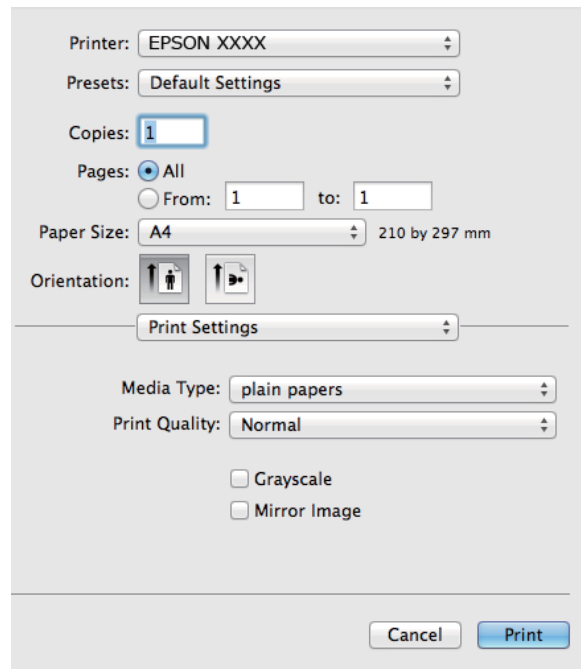 Printer: EPSON XXXX
Presets: Default Settings
Copies: 1
Pages: All
From: 1 to: 1
Paper Size: A4 210 by 297 mm
Orientation:
Print Settings
Media Type: plain papers
Print Quality: Normal
Grayscale
Mirror Image
Cancel Print